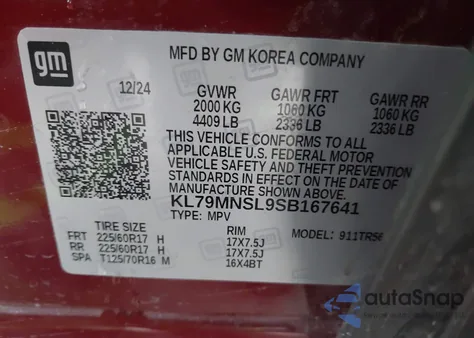 gm
MFD BY GM KOREA COMPANY
12/24 GVWR GAWR FRT GAWR RR
2000 KG 1060 KG 1060 KG
4409 LB 2336 LB 2336 LB
THIS VEHICLE CONFORMS TO ALL
APPLICABLE U.S. FEDERAL MOTOR
VEHICLE SAFETY AND THEFT PREVENTION
STANDARDS IN EFFECT ON THE DATE OF
MANUFACTURE SHOWN ABOVE.
KL79MNSL9SB167641
TYPE: MPV MODEL: 911TR56
TIRE SIZE RIM
FRT 225/60R17 H 17X7.5J
RR 225/60R17 H 17X7.5J
SPA T125/70R16 M 16X4BT
autoSnap